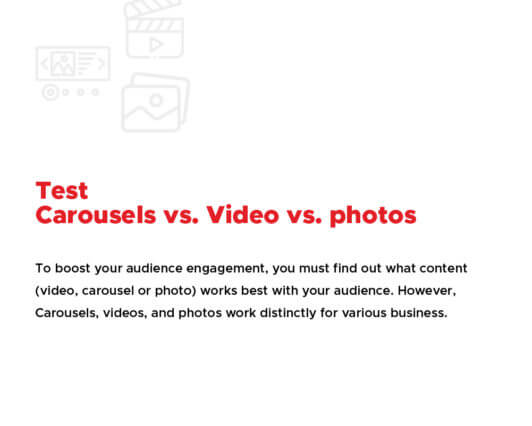 Test
Carousels vs. Video vs. photos
To boost your audience engagement, you must find out what content
(video, carousel or photo) works best with your audience. However,
Carousels, videos, and photos work distinctly for various business.